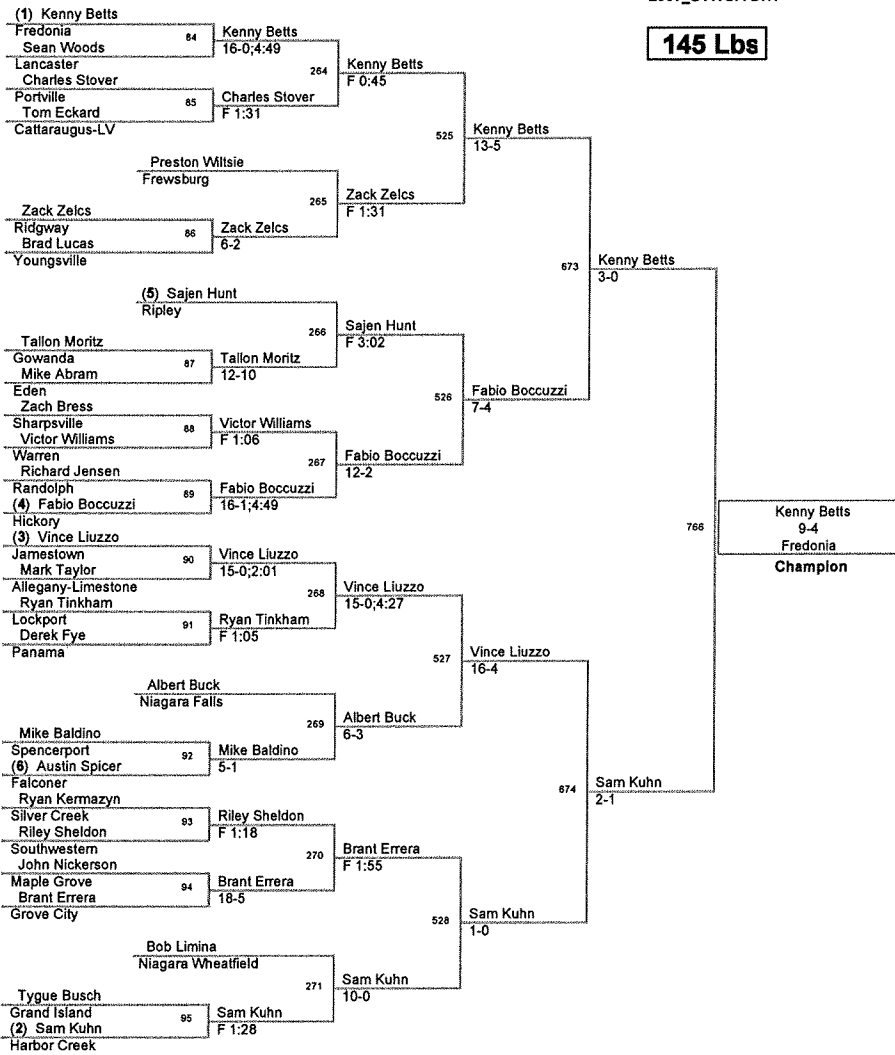 145 Lbs
(1) Kenny Betts
Fredonia
84
Sean Woods
Lancaster
Kenny Betts
16-0;4:49
Charles Stover
Portville
85
Tom Eckard
Cattaraugus-LV
Charles Stover
F 1:31
264
Kenny Betts
F 0:45
Preston Wiltsie
Frewsburg
Zack Zelcs
Ridgway
86
Brad Lucas
Youngsville
Zack Zelcs
6-2
265
Zack Zelcs
F 1:31
525
Kenny Betts
13-5
(5) Sajen Hunt
Ripley
Tallon Moritz
Gowanda
87
Mike Abram
Eden
Tallon Moritz
12-10
266
Sajen Hunt
F 3:02
Zach Bress
Sharpsville
88
Victor Williams
Warren
Victor Williams
F 1:06
Richard Jensen
Randolph
89
(4) Fabio Boccuzzi
Hickory
Fabio Boccuzzi
16-1;4:49
267
Fabio Boccuzzi
12-2
526
Fabio Boccuzzi
7-4
673
Kenny Betts
3-0
(3) Vince Liuzzo
Jamestown
90
Mark Taylor
Allegany-Limestone
Vince Liuzzo
15-0;2:01
Ryan Tinkham
Lockport
91
Derek Fye
Panama
Ryan Tinkham
F 1:05
268
Vince Liuzzo
15-0;4:27
Albert Buck
Niagara Falls
Mike Baldino
Spencerport
92
(6) Austin Spicer
Falconer
Mike Baldino
5-1
269
Albert Buck
6-3
527
Vince Liuzzo
16-4
Ryan Kermazyn
Silver Creek
93
Riley Sheldon
Southwestern
Riley Sheldon
F 1:18
John Nickerson
Maple Grove
94
Brant Errera
Grove City
Brant Errera
18-5
270
Brant Errera
F 1:55
Bob Limina
Niagara Wheatfield
Tygue Busch
Grand Island
95
(2) Sam Kuhn
Harbor Creek
Sam Kuhn
F 1:28
271
Sam Kuhn
10-0
528
Sam Kuhn
1-0
674
Sam Kuhn
2-1
766
Kenny Betts
9-4
Fredonia
Champion